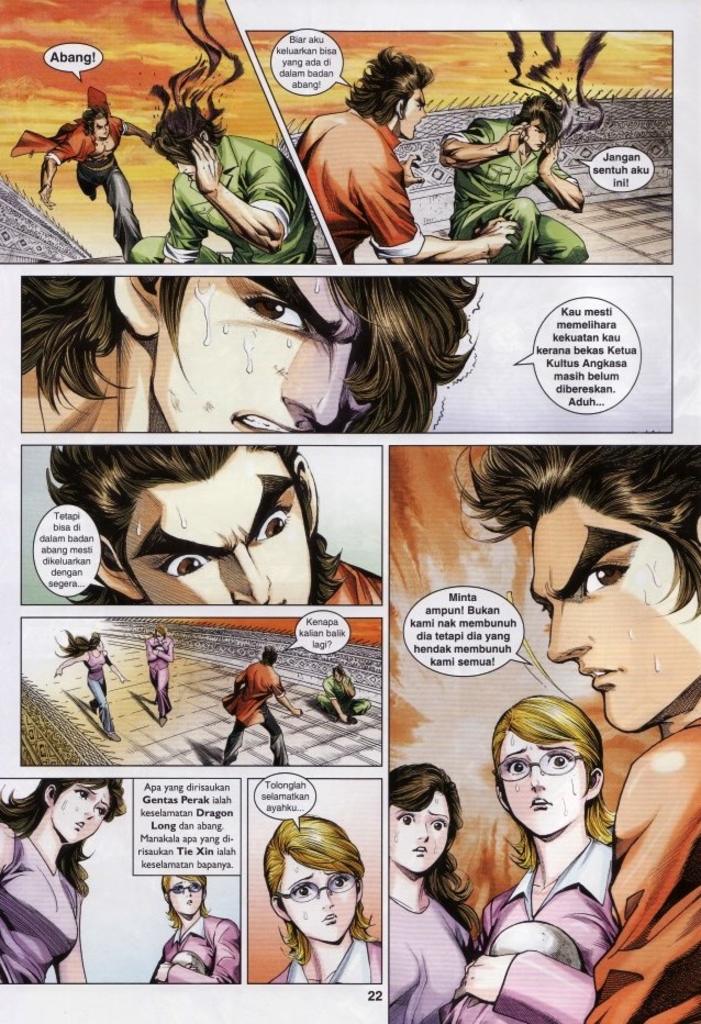 Abang!
Biar aku
keluarkan bisa
yang ada di
dalam badan
abang!
Jangan
sentuh aku
ini!
Kau mesti
memelihara
kekuatan kau
kerana bekas Ketua
Kultus Angkasa
masih belum
dibereskan.
Aduh...
Tetapi
bisa di
dalam badan
abang mesti
dikeluarkan
dengan
segera...
Kenapa
kalian balik
lagi?
Apa yang dirisaukan
Gentas Perak ialah
keselamatan Dragon
Long dan abang.
Manakala apa yang di-
risaukan Tie Xin ialah
keselamatan bapanya.
Tolonglah
selamatkan
ayahku...
Minta
ampun! Bukan
kami nak membunuh
dia tetapi dia yang
hendak membunuh
kami semua!
22